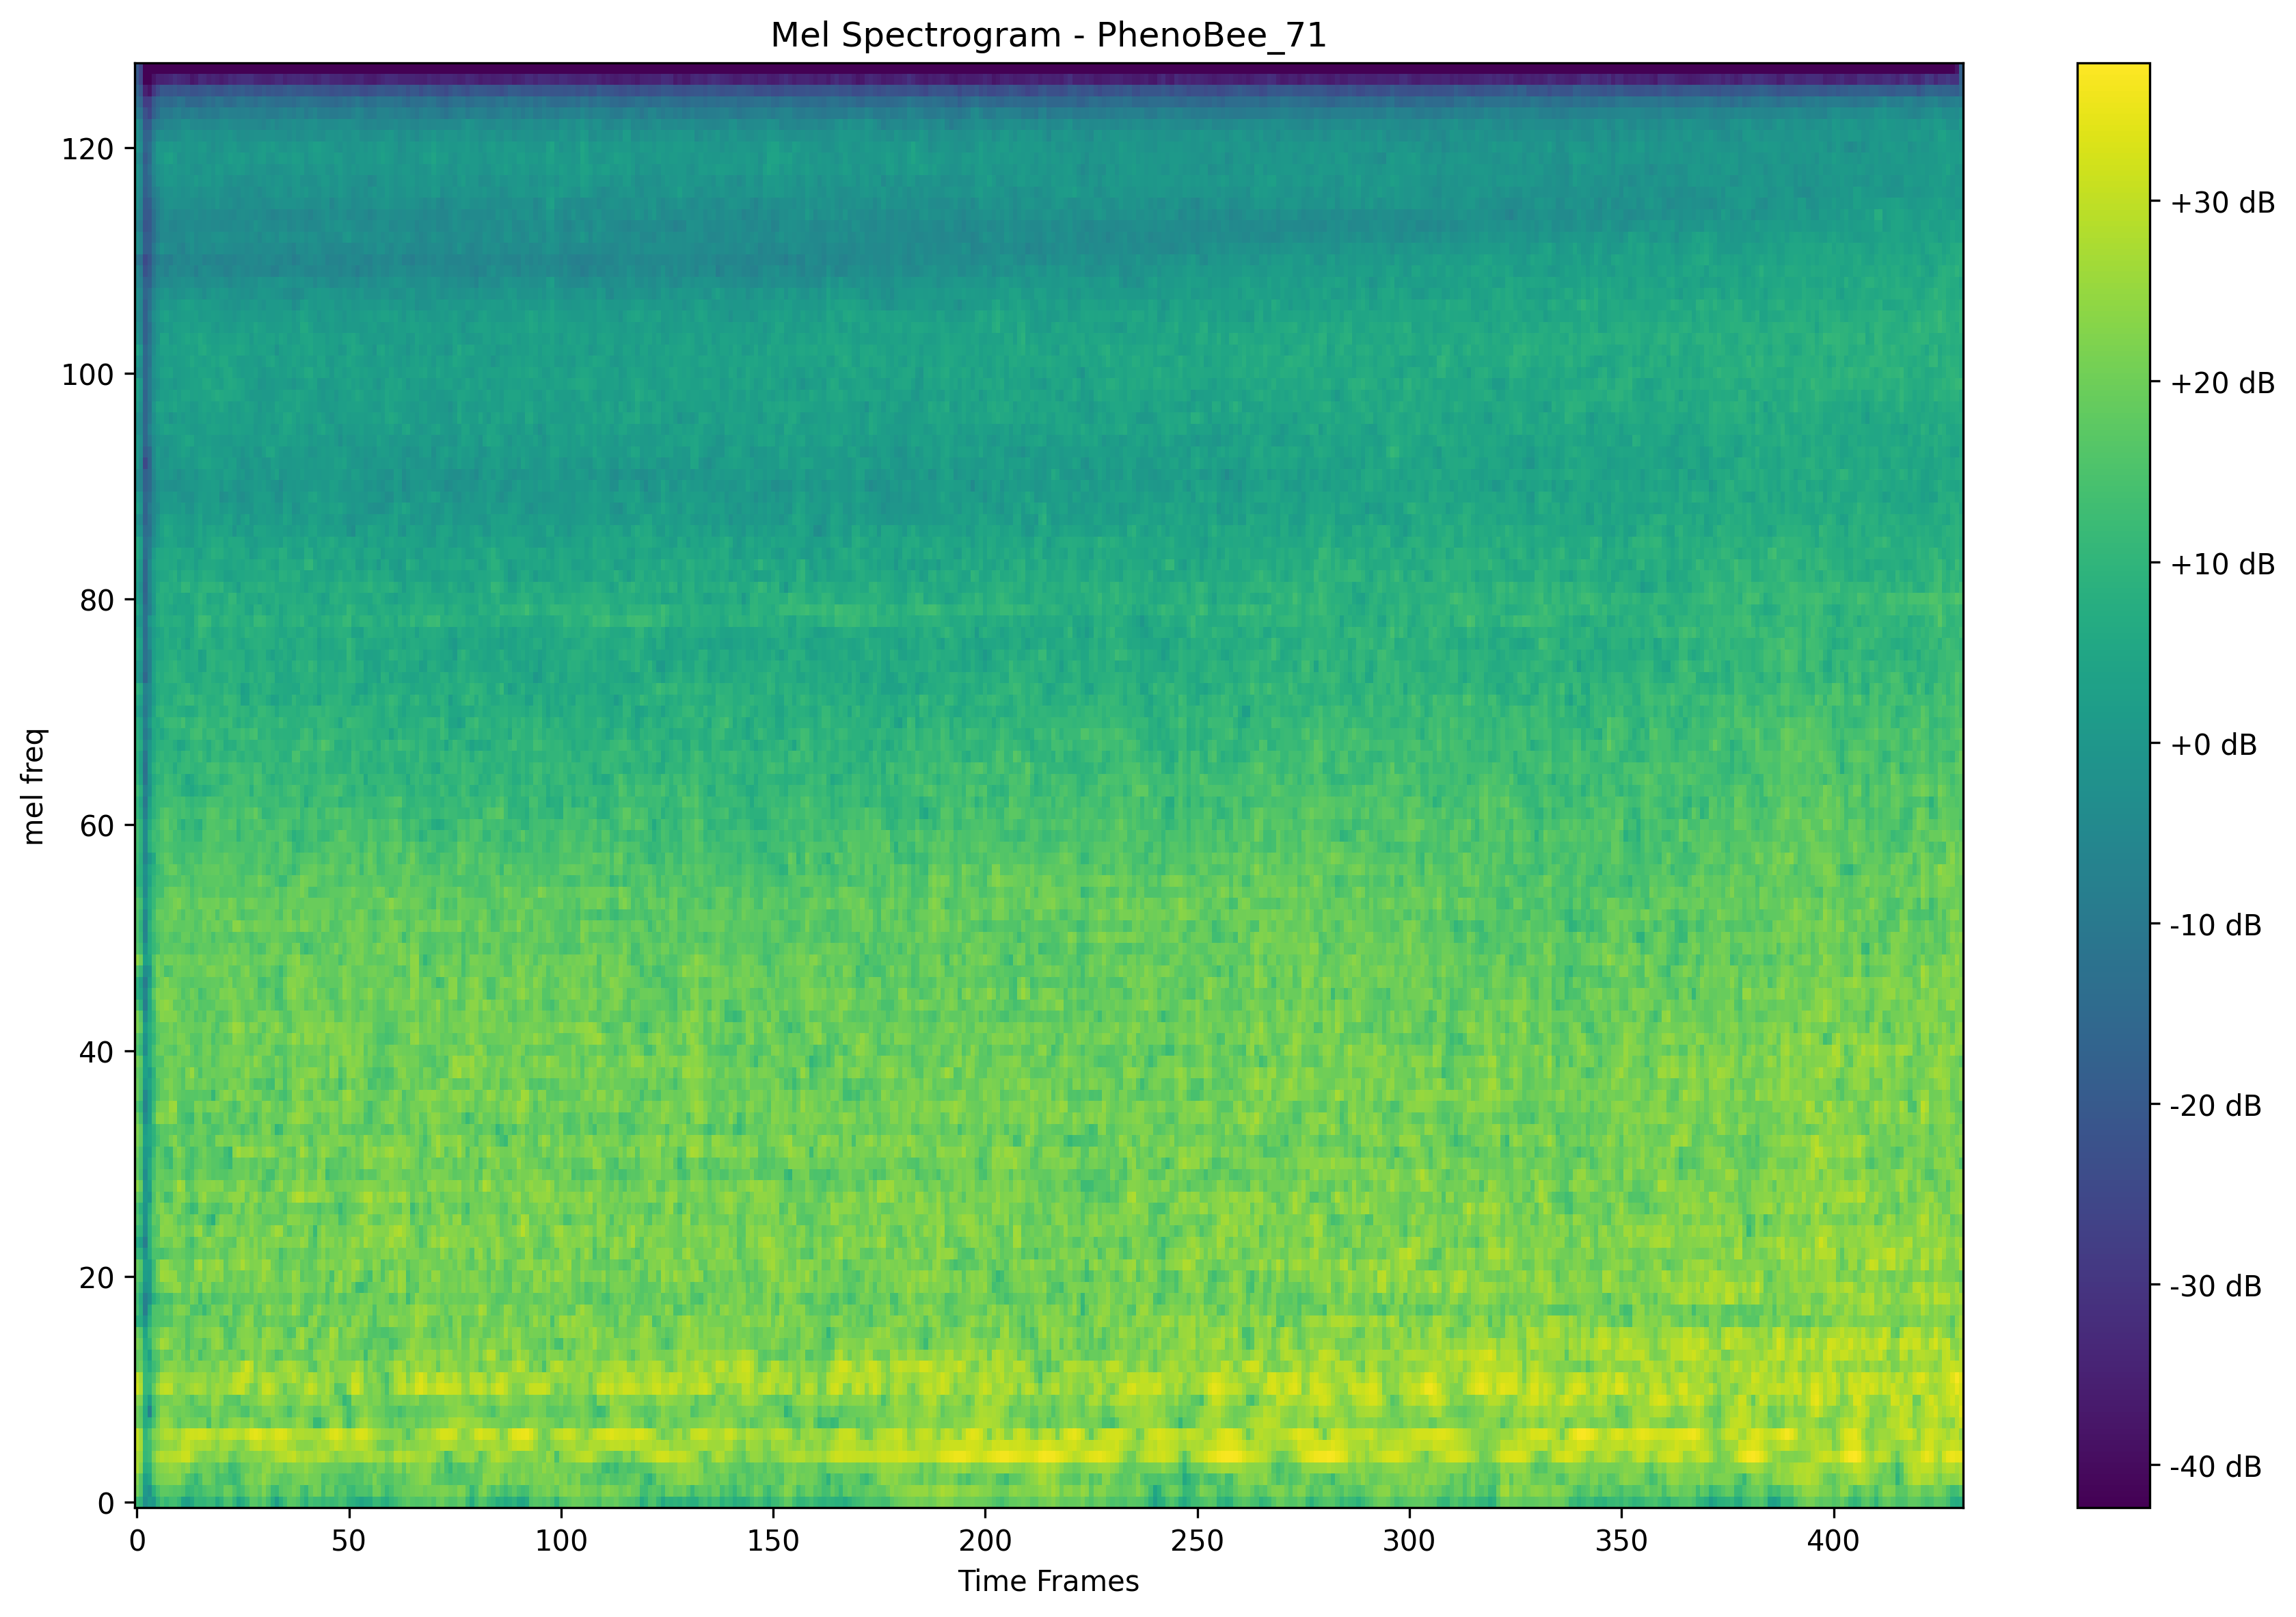 Mel Spectrogram - PhenoBee_71
mel freq
120
100
80
60
40
20
0
0 50 100 150 200 250 300 350 400
Time Frames
+30 dB
+20 dB
+10 dB
+0 dB
-10 dB
-20 dB
-30 dB
-40 dB